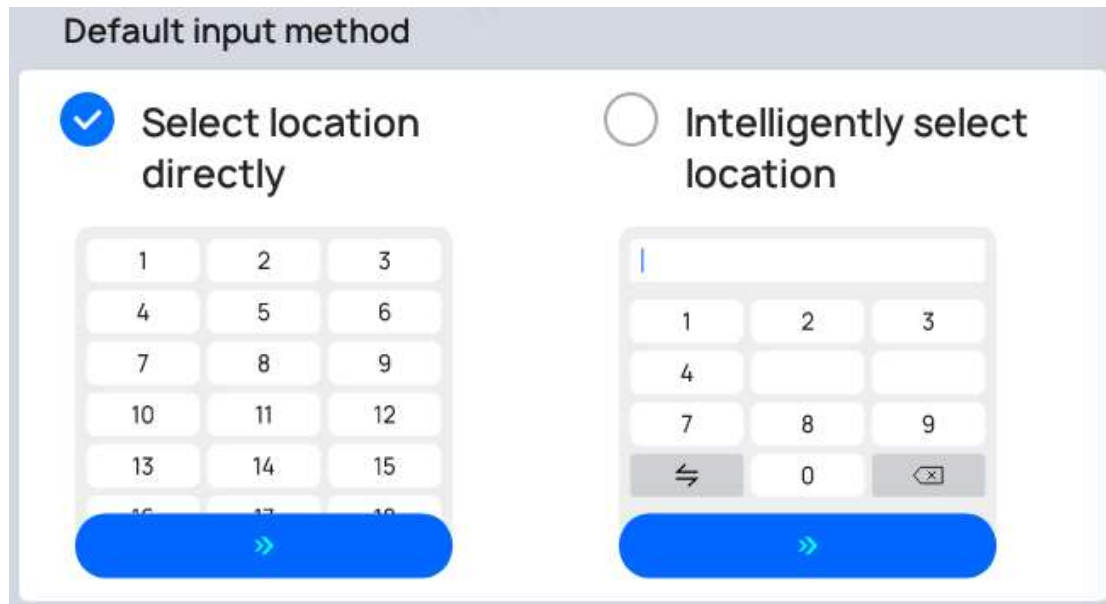 Default input method
Select location
directly
1 2 3
4 5 6
7 8 9
10 11 12
13 14 15
Intelligently select
location
1 2 3
4
7 8 9
0